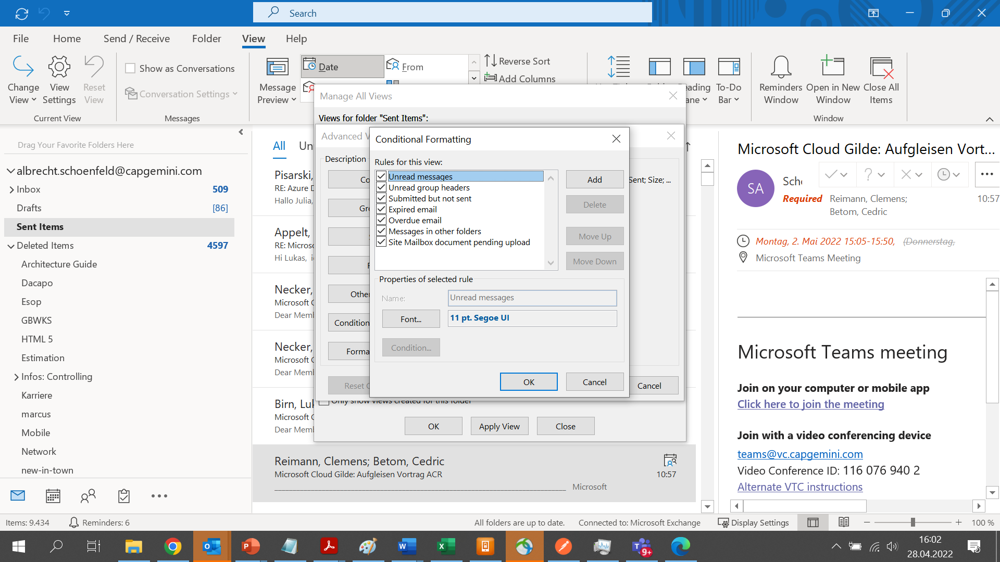 Search
File Home Send / Receive Folder View Help
Change View
View Settings
Reset View
Current View
Show as Conversations
Conversation Settings
Messages
Message Preview
Date
From
Reverse Sort
Add Columns
To-Do Bar
Reminders Window
Open in New Window
Close All Items
Window
Drag Your Favorite Folders Here
albrecht.schoenfeld@capgemini.com
Inbox 509
Drafts [86]
Sent Items
Deleted Items 4597
Architecture Guide
Dacapo
Esop
GBWKS
HTML 5
Estimation
Infos: Controlling
Karriere
marcus
Mobile
Network
new-in-town
All Un
Pisarski,
RE: Azure D
Hallo Julia,
Appelt,
RE: Micros
Hi Lukas, i
Necker,
Microsoft C
Dear Memb
Necker,
Microsoft C
Dear Memb
Birn, Luk
Microsoft C
Dear Memb
Reimann, Clemens; Betom, Cedric
Microsoft Cloud Gilde: Aufgleisen Vortrag ACR 10:57
Microsoft
Manage All Views
Views for folder "Sent Items":
Advanced V
Description
Co
Gro
Other
Condition
Forma
Reset C
Sent; Size; ...
Cancel
Only show views created for this folder
OK Apply View Close
Conditional Formatting
Rules for this view:
Unread messages
Unread group headers
Submitted but not sent
Expired email
Overdue email
Messages in other folders
Site Mailbox document pending upload
Add
Delete
Move Up
Move Down
Properties of selected rule
Name: Unread messages
Font... 11 pt. Segoe UI
Condition...
OK Cancel
Microsoft Cloud Gilde: Aufgleisen Vort...
SA
Scho
Required Reimann, Clemens; 10:57
Betom, Cedric
Montag, 2. Mai 2022 15:05-15:50, (Donnerstag,
Microsoft Teams Meeting
Microsoft Teams meeting
Join on your computer or mobile app
Click here to join the meeting
Join with a video conferencing device
teams@vc.capgemini.com
Video Conference ID: 116 076 940 2
Alternate VTC instructions
Items: 9.434 Reminders: 6 All folders are up to date. Connected to: Microsoft Exchange Display Settings 100 %
9+
16:02
28.04.2022